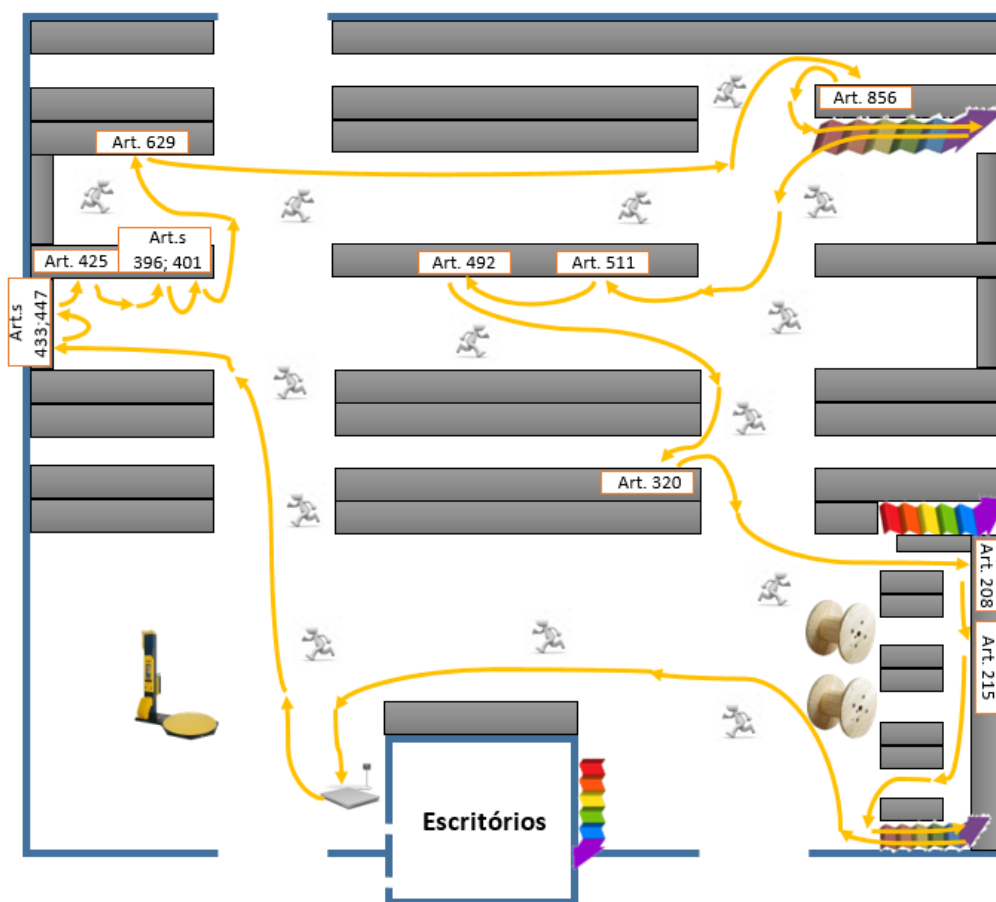 Art. 856
Art. 629
Art.s
396; 401
Art. 425
Art. 492
Art. 511
Art.s
433;447
Art. 320
Art. 208
Art. 215
Escritórios